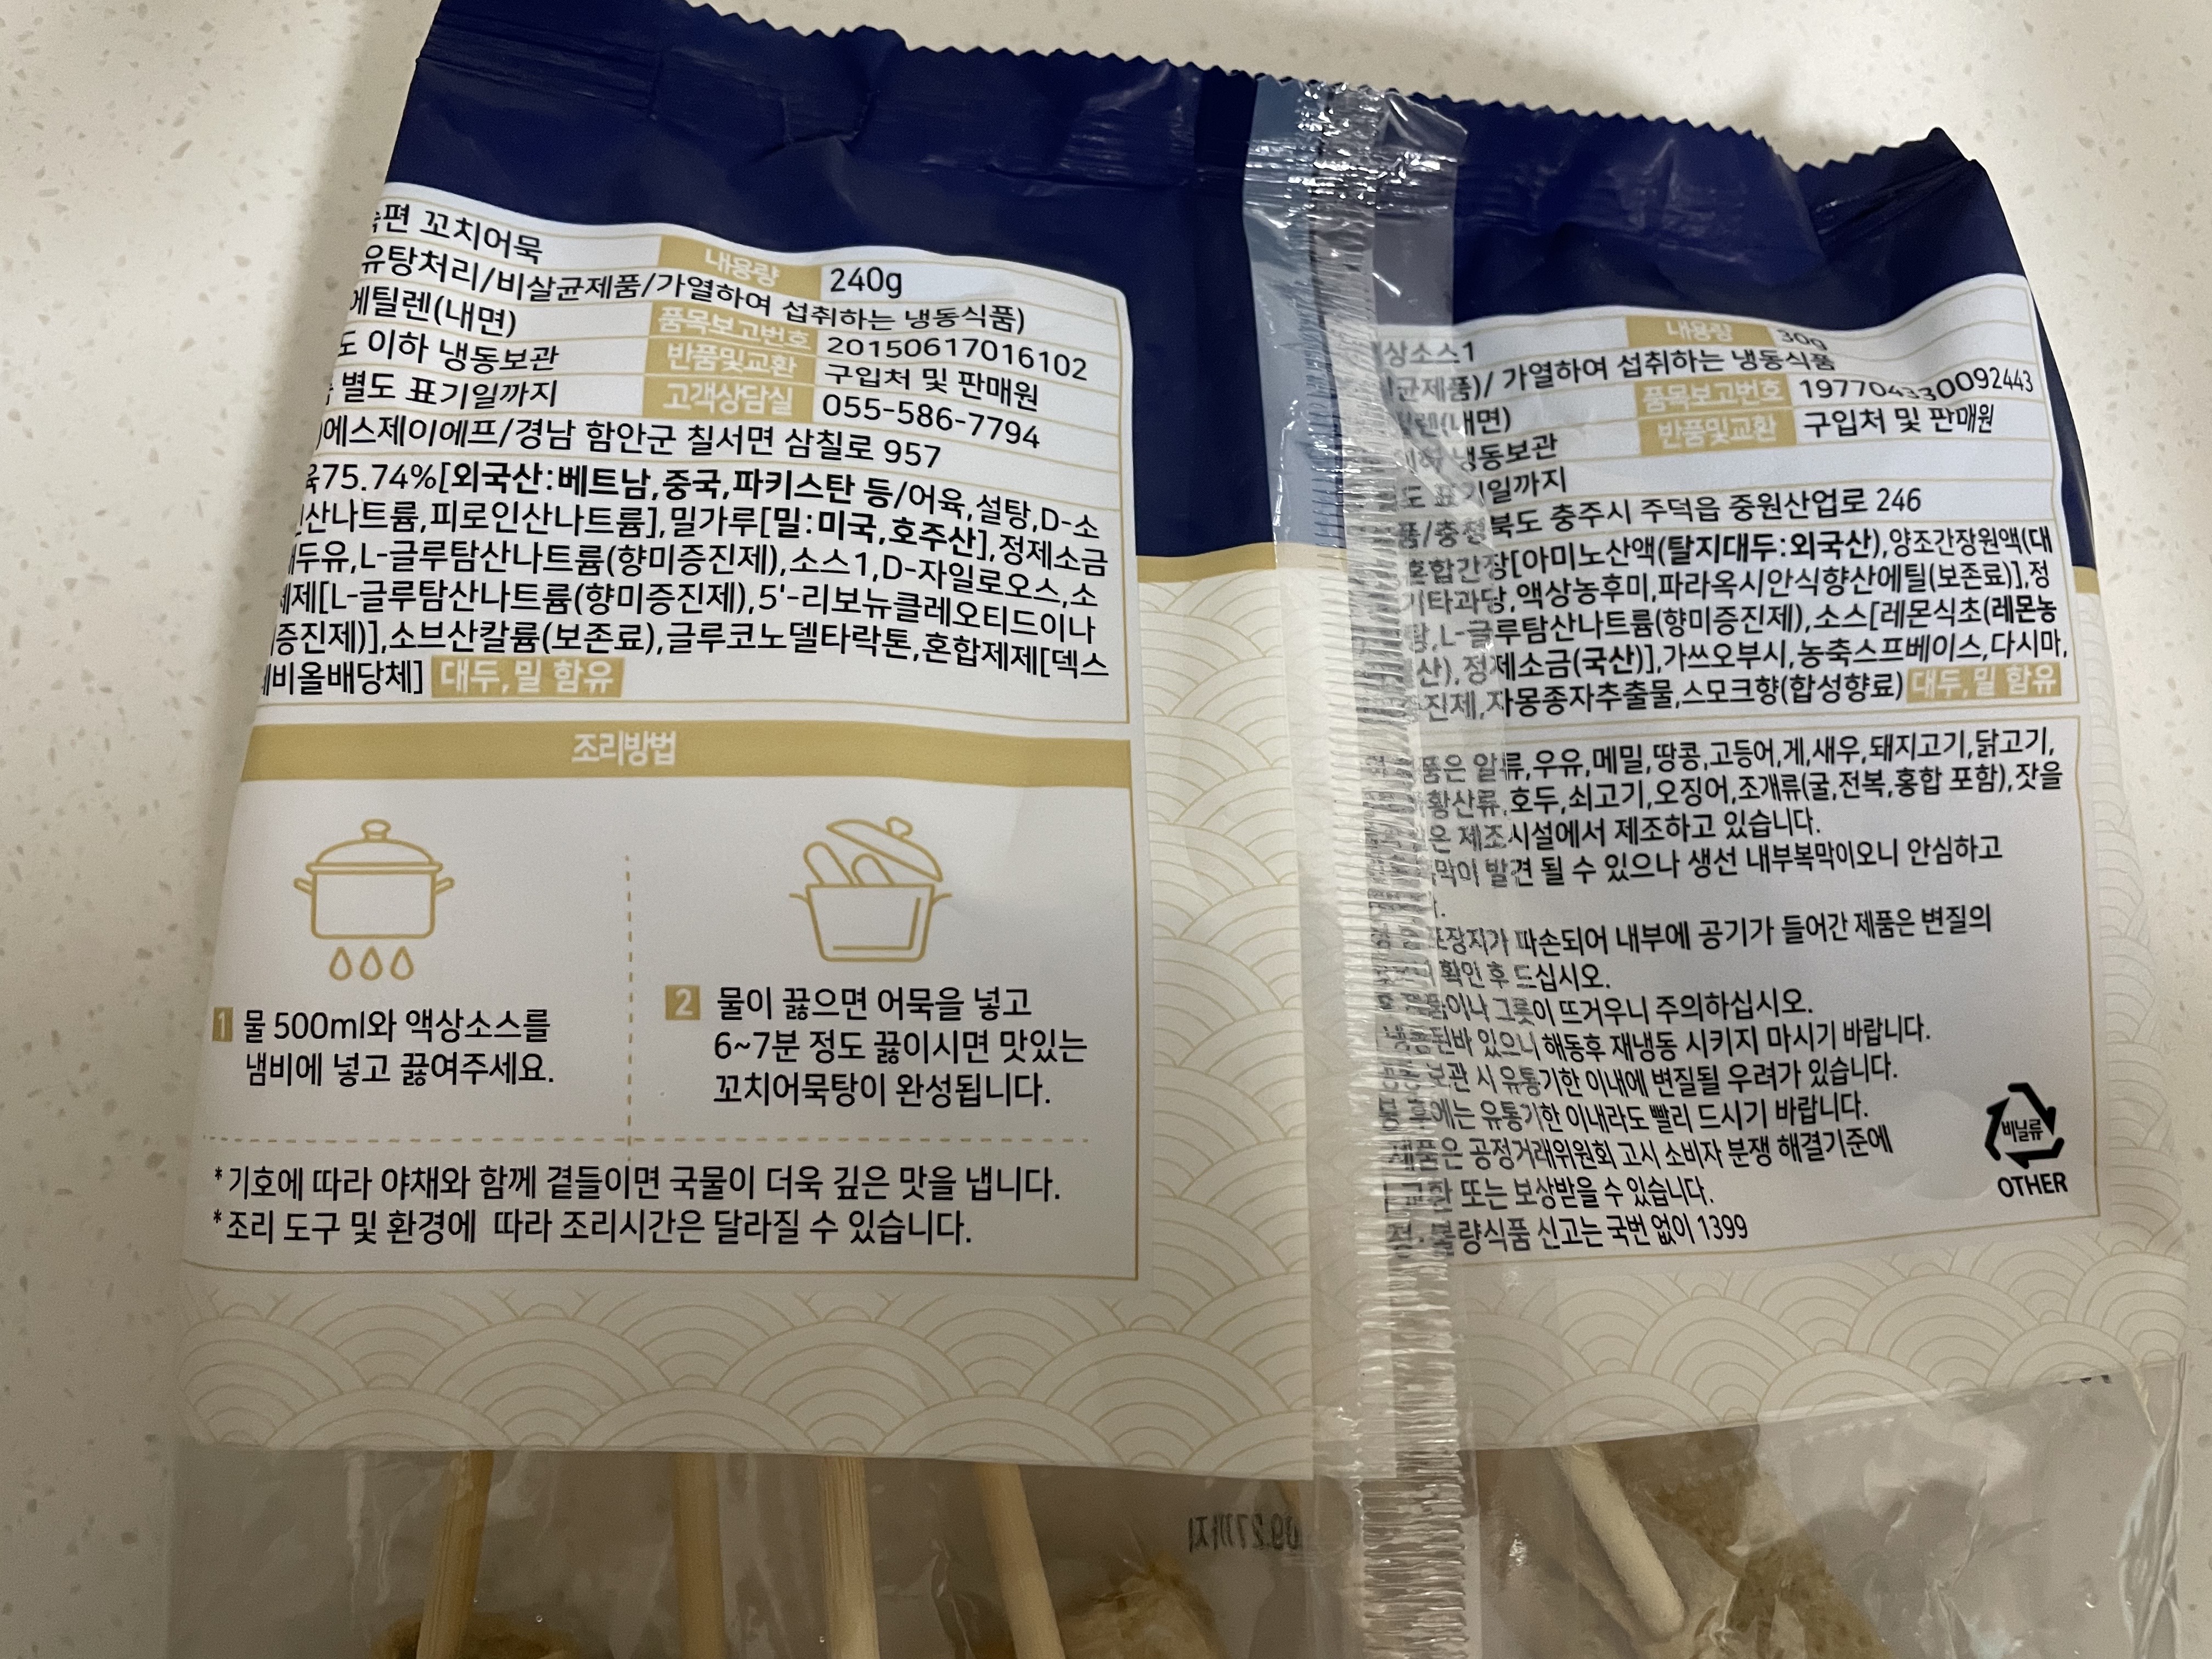 편 꼬치어묵 내용량 240g
유탕처리/비살균제품/가열하여 섭취하는 냉동식품)
에틸렌(내면) 품목보고번호 20150617016102
도 이하 냉동보관 반품및교환 구입처 및 판매원
별도 표기일까지 고객상담실 055-586-7794
)에스제이에프/경남 함안군 칠서면 삼칠로 957
육75.74%[외국산:베트남,중국,파키스탄 등/어육,설탕,D-소
산나트륨,피로인산나트륨],밀가루[밀:미국,호주산],정제소금
두유,L-글루탐산나트륨(향미증진제),소스1,D-자일로오스,소
제제[L-글루탐산나트륨(향미증진제),5'-리보뉴클레오티드이나
증진제)],소브산칼륨(보존료),글루코노델타락톤,혼합제제[덱스
비올배당체] 대두,밀 함유
조리방법
1 물 500ml와 액상소스를
냄비에 넣고 끓여주세요.
2 물이 끓으면 어묵을 넣고
6~7분 정도 끓이시면 맛있는
꼬치어묵탕이 완성됩니다.
*기호에 따라 야채와 함께 곁들이면 국물이 더욱 깊은 맛을 냅니다.
*조리 도구 및 환경에 따라 조리시간은 달라질 수 있습니다.
상소스1 내용량 30g
균제품)/ 가열하여 섭취하는 냉동식품
렌(내면) 품목보고번호 197704330092443
냉동보관 반품및교환 구입처 및 판매원
도 표기일까지
품/충청북도 충주시 주덕읍 중원산업로 246
혼합간장[아미노산액(탈지대두:외국산),양조간장원액(대
기타과당,액상농후미,파라옥시안식향산에틸(보존료)],정
탕,L-글루탐산나트륨(향미증진제),소스[레몬식초(레몬농
산),정제소금(국산)],가쓰오부시,농축스프베이스,다시마,
진제,자몽종자추출물,스모크향(합성향료) 대두,밀 함유
품은 알류,우유,메밀,땅콩,고등어,게,새우,돼지고기,닭고기,
황산류,호두,쇠고기,오징어,조개류(굴,전복,홍합 포함),잣을
은 제조시설에서 제조하고 있습니다.
막이 발견 될 수 있으나 생선 내부복막이오니 안심하고
포장지가 파손되어 내부에 공기가 들어간 제품은 변질의
확인 후 드십시오.
그릇이 뜨거우니 주의하십시오.
된바 있으니 해동후 재냉동 시키지 마시기 바랍니다.
보관 시 유통기한 이내에 변질될 우려가 있습니다.
후에는 유통기한 이내라도 빨리 드시기 바랍니다.
제품은 공정거래위원회 고시 소비자 분쟁 해결기준에
교환 또는 보상받을 수 있습니다.
불량식품 신고는 국번 없이 1399
비닐류
OTHER
09.27까지